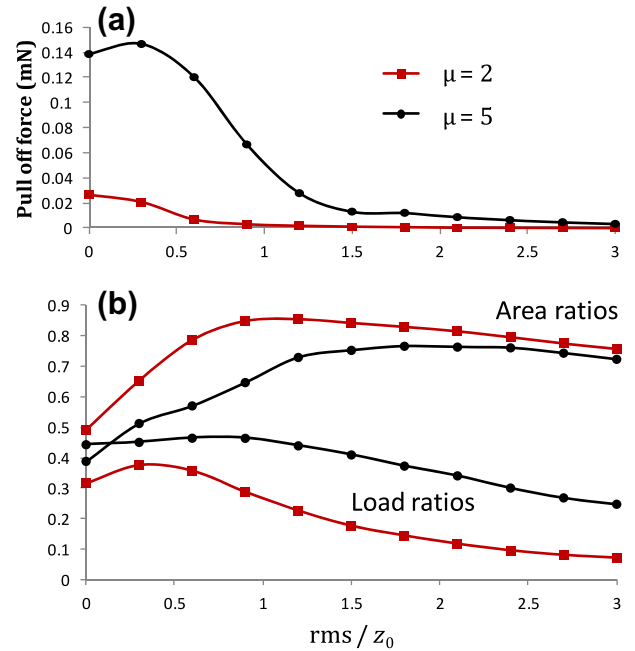 (a)
Pull off force (mN)
0.16
0.14
0.12
0.1
0.08
0.06
0.04
0.02
0
μ = 2
μ = 5
0 0.5 1 1.5 2 2.5 3
(b)
0.9
0.8
0.7
0.6
0.5
0.4
0.3
0.2
0.1
0
Area ratios
Load ratios
0 0.5 1 1.5 2 2.5 3
rms / z₀